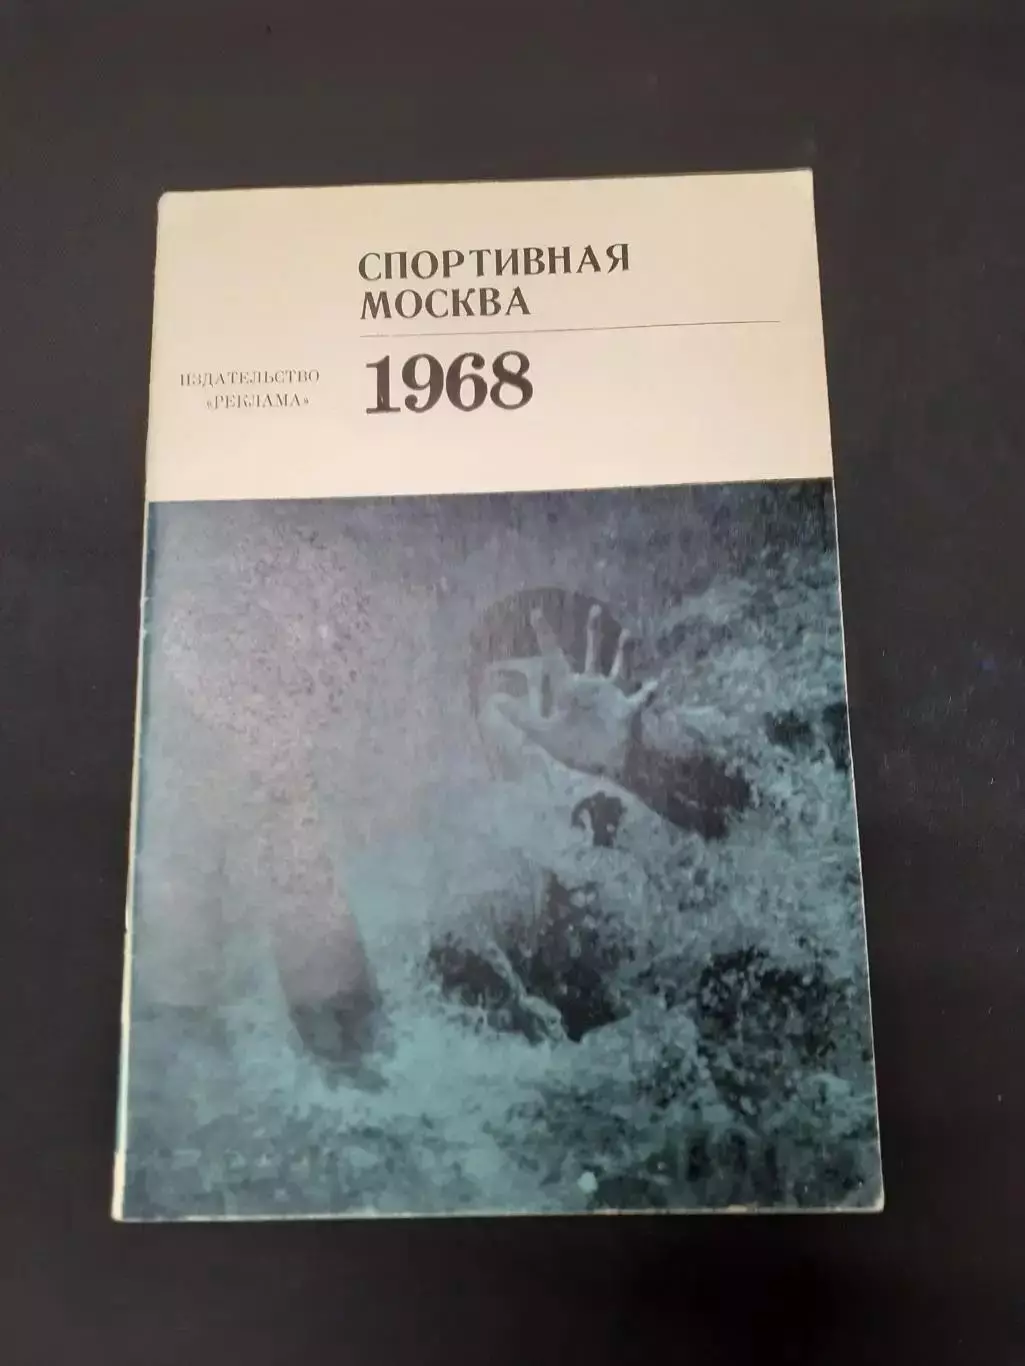 СПОРТИВНАЯ
МОСКВА
1968
ИЗДАТЕЛЬСТВО
«РЕКЛАМА»